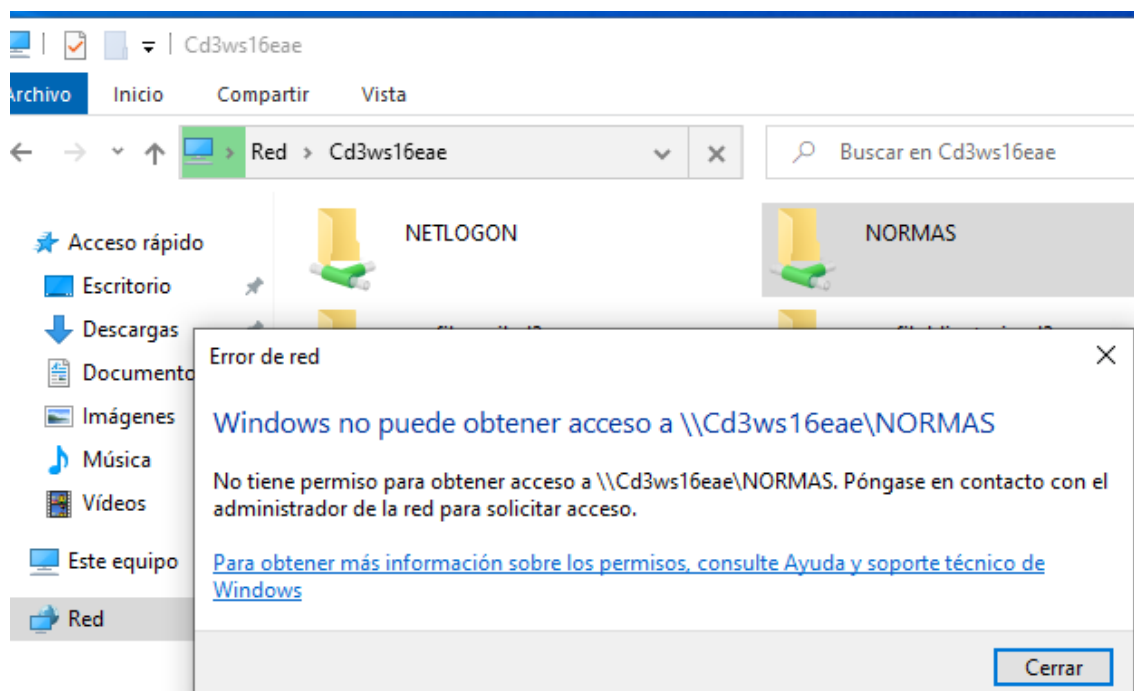 Cd3ws16eae
Archivo Inicio Compartir Vista
Red Cd3ws16eae Buscar en Cd3ws16eae
Acceso rápido
Escritorio
Descargas
Documento
Imágenes
Música
Vídeos
Este equipo
Red
NETLOGON NORMAS
Error de red
Windows no puede obtener acceso a \\Cd3ws16eae\NORMAS
No tiene permiso para obtener acceso a \\Cd3ws16eae\NORMAS. Póngase en contacto con el
administrador de la red para solicitar acceso.
Para obtener más información sobre los permisos, consulte Ayuda y soporte técnico de
Windows
Cerrar